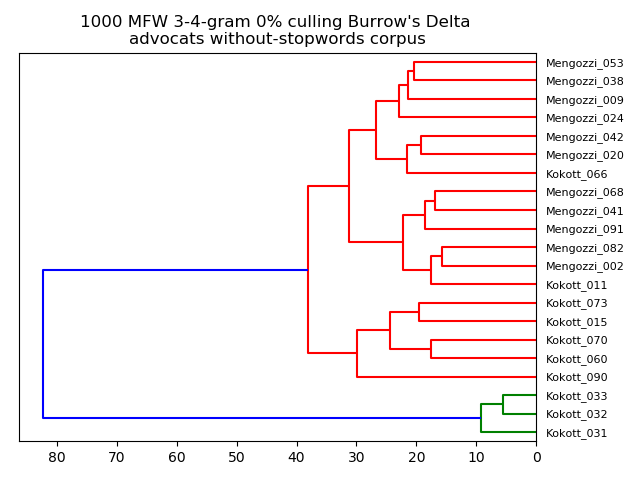 1000 MFW 3-4-gram 0% culling Burrow's Delta
advocats without-stopwords corpus
Mengozzi_053
Mengozzi_038
Mengozzi_009
Mengozzi_024
Mengozzi_042
Mengozzi_020
Kokott_066
Mengozzi_068
Mengozzi_041
Mengozzi_091
Mengozzi_082
Mengozzi_002
Kokott_011
Kokott_073
Kokott_015
Kokott_070
Kokott_060
Kokott_090
Kokott_033
Kokott_032
Kokott_031
80 70 60 50 40 30 20 10 0